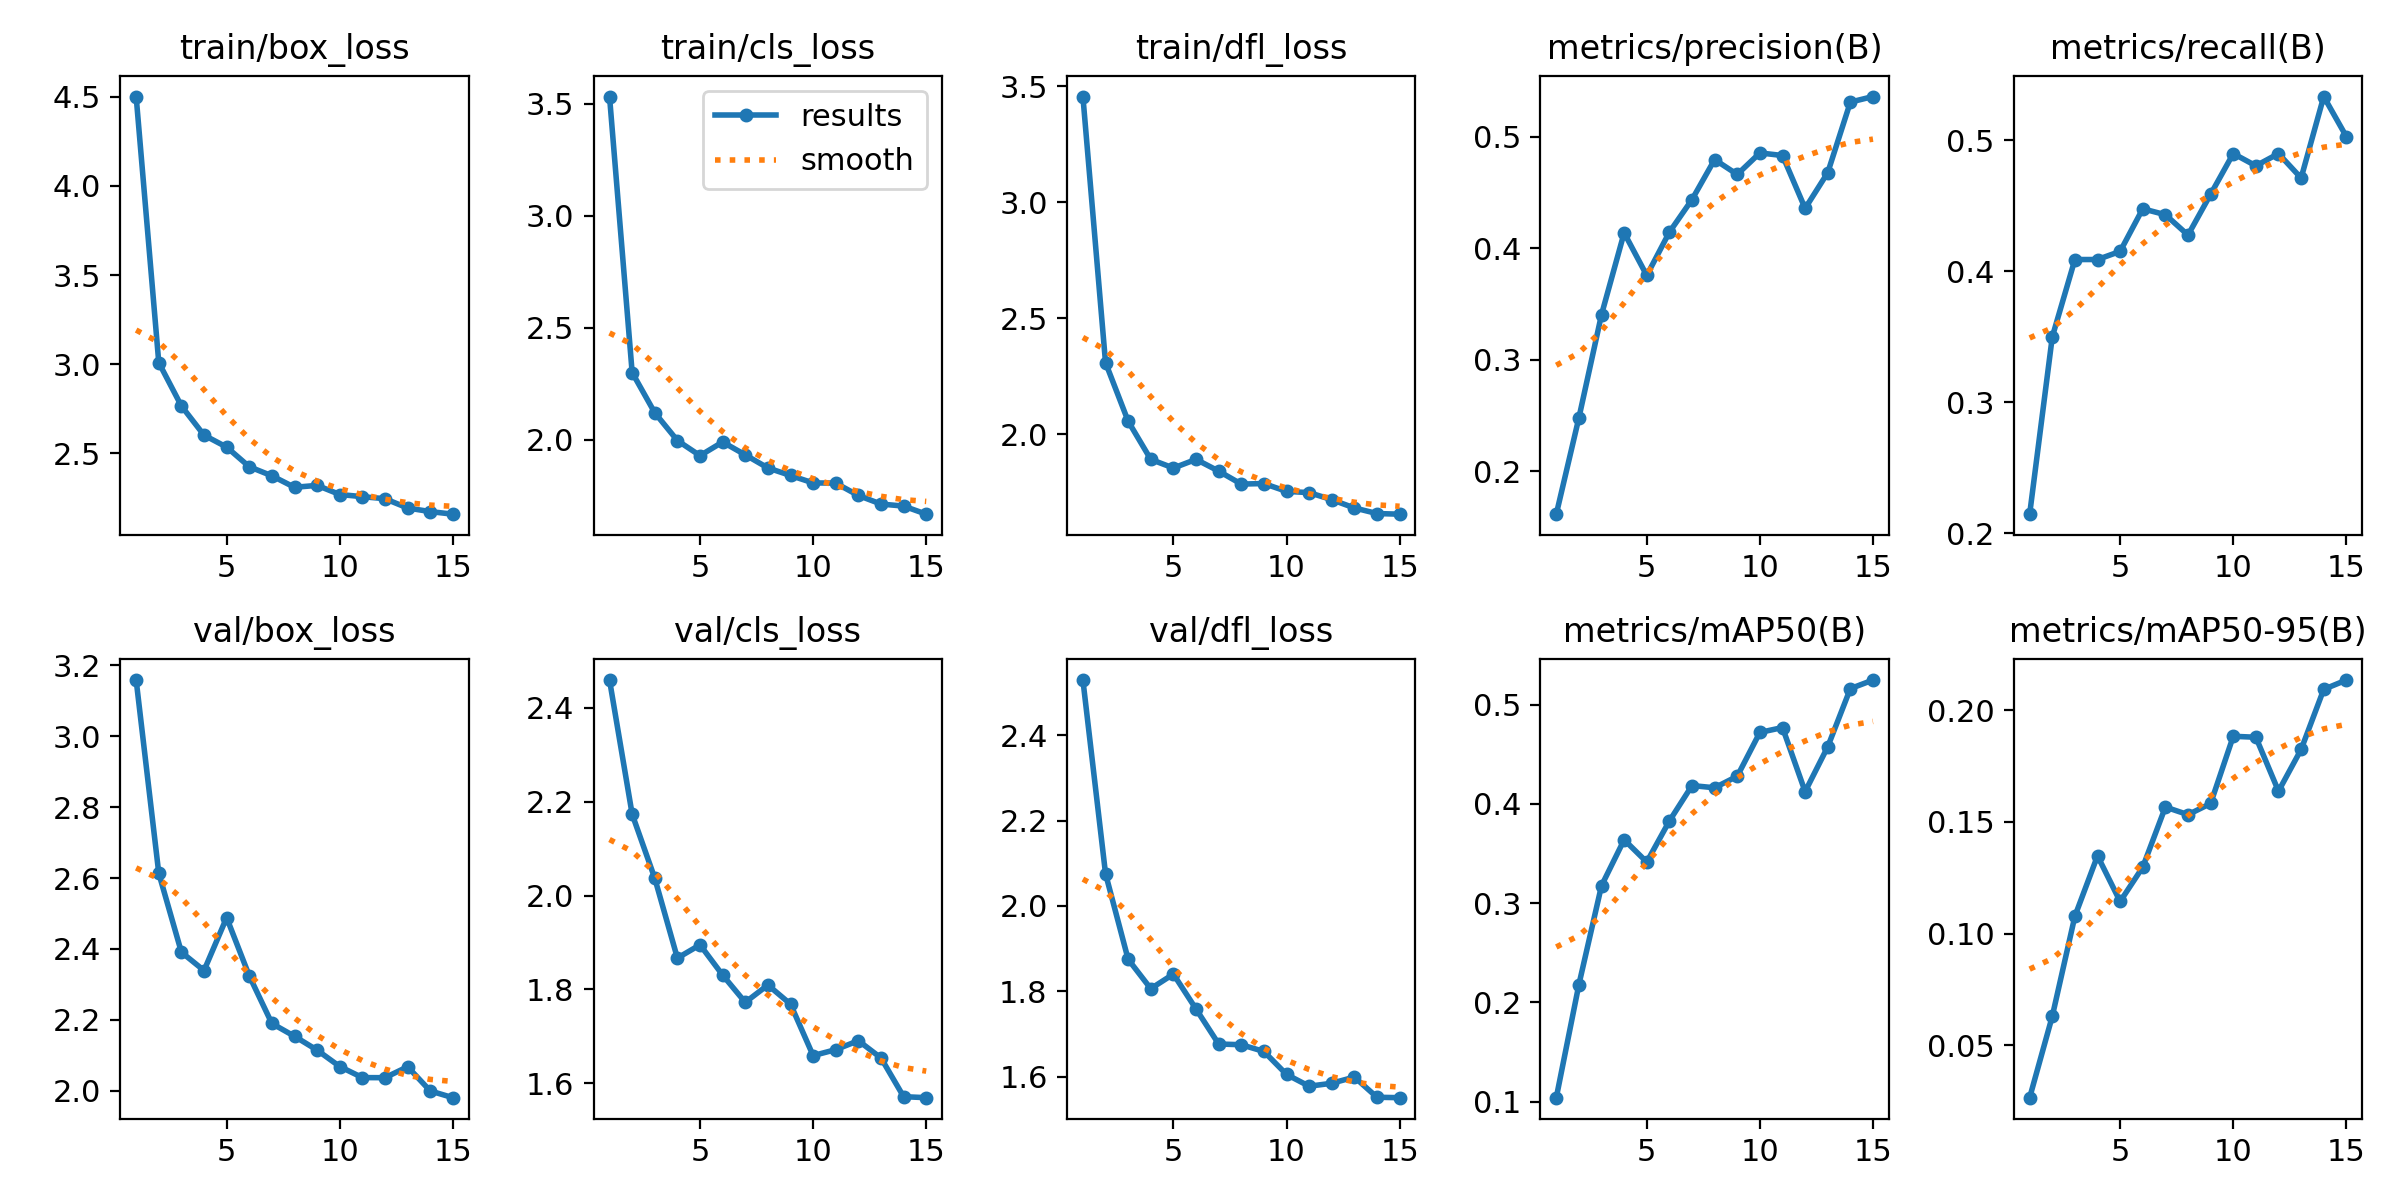 train/box_loss
4.5
4.0
3.5
3.0
2.5
5 10 15
train/cls_loss
results
smooth
3.5
3.0
2.5
2.0
5 10 15
train/dfl_loss
3.5
3.0
2.5
2.0
5 10 15
metrics/precision(B)
0.5
0.4
0.3
0.2
5 10 15
metrics/recall(B)
0.5
0.4
0.3
0.2
5 10 15
val/box_loss
3.2
3.0
2.8
2.6
2.4
2.2
2.0
5 10 15
val/cls_loss
2.4
2.2
2.0
1.8
1.6
5 10 15
val/dfl_loss
2.4
2.2
2.0
1.8
1.6
5 10 15
metrics/mAP50(B)
0.5
0.4
0.3
0.2
0.1
5 10 15
metrics/mAP50-95(B)
0.20
0.15
0.10
0.05
5 10 15